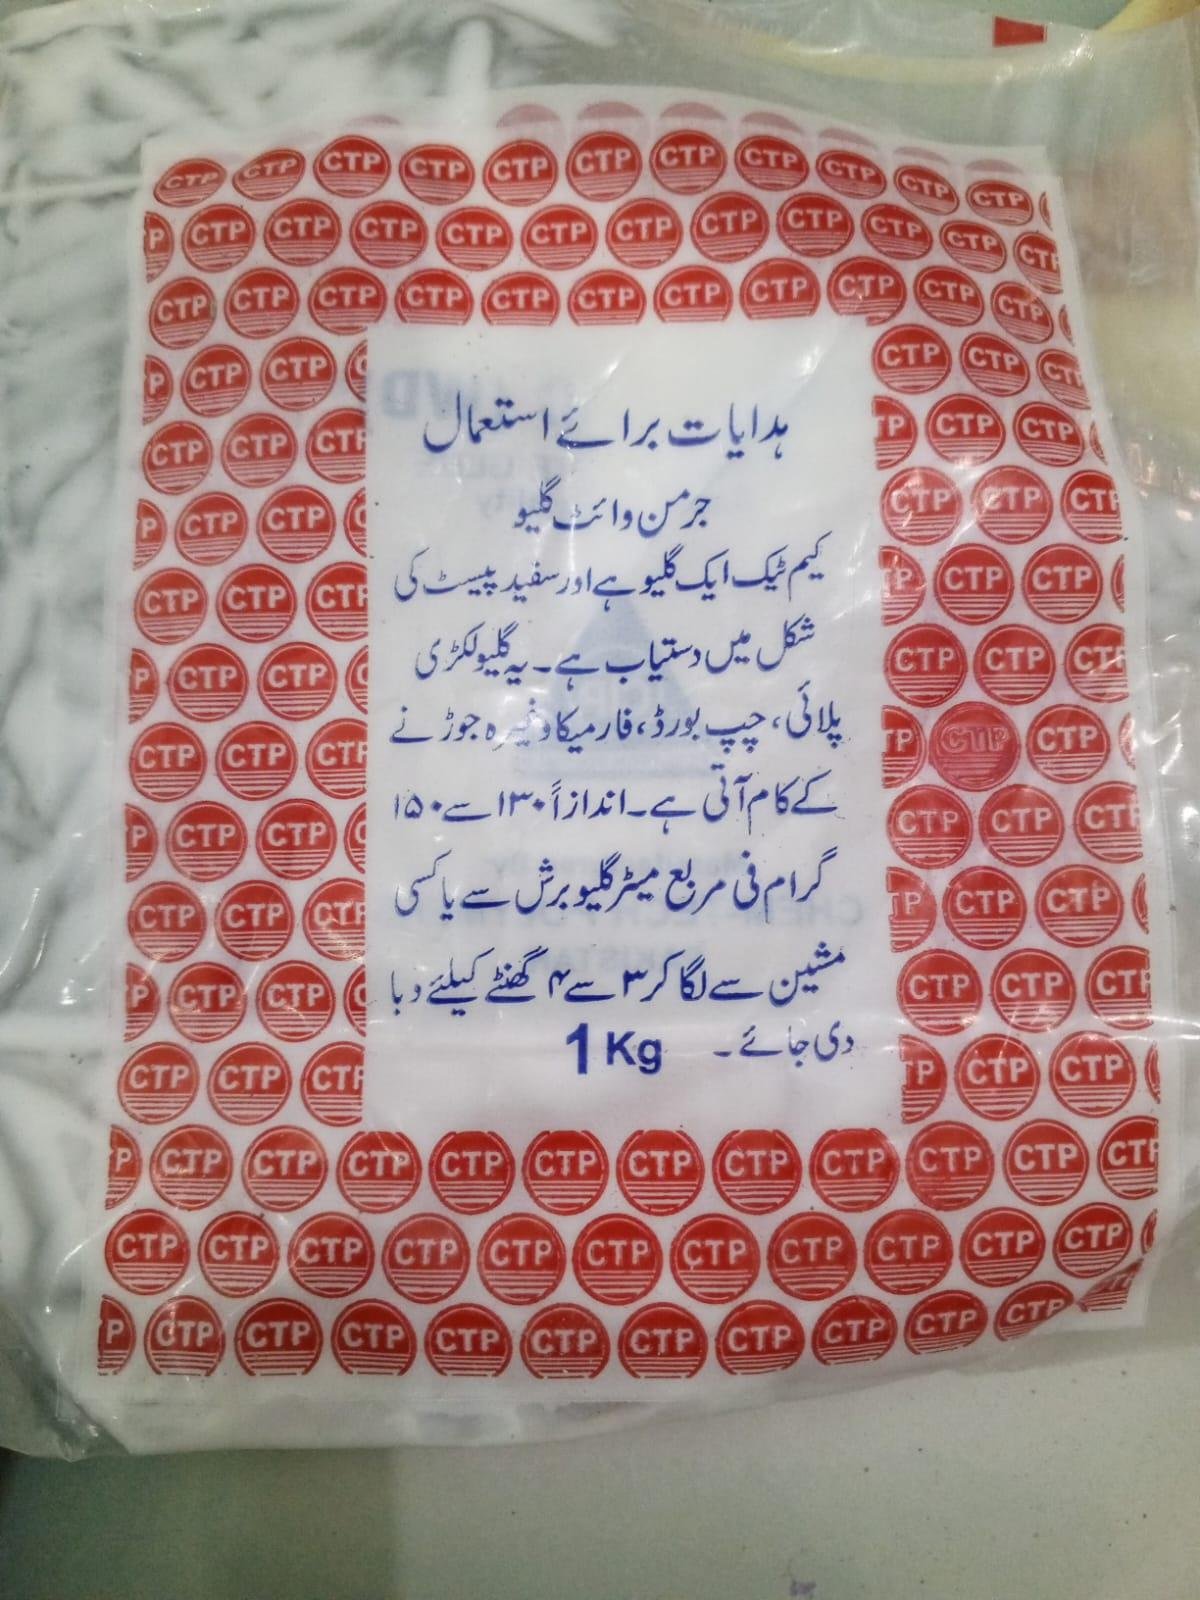 ہدایات برائے استعمال
جرمن وائٹ گلیو
کیم ٹیک ایک گلیو ہے اور سفید پیسٹ کی
شکل میں دستیاب ہے۔ یہ گلیو لکڑی
پلائی، چپ بورڈ، فارمیکا وغیرہ جوڑنے
کے کام آتی ہے۔ اندازاً ۱۳۰ سے ۱۵۰
گرام فی مربع میٹر گلیو برش سے یا کسی
مشین سے لگا کر ۳ سے ۴ گھنٹے کیلئے دبا
دی جائے۔ 1 Kg
CTP